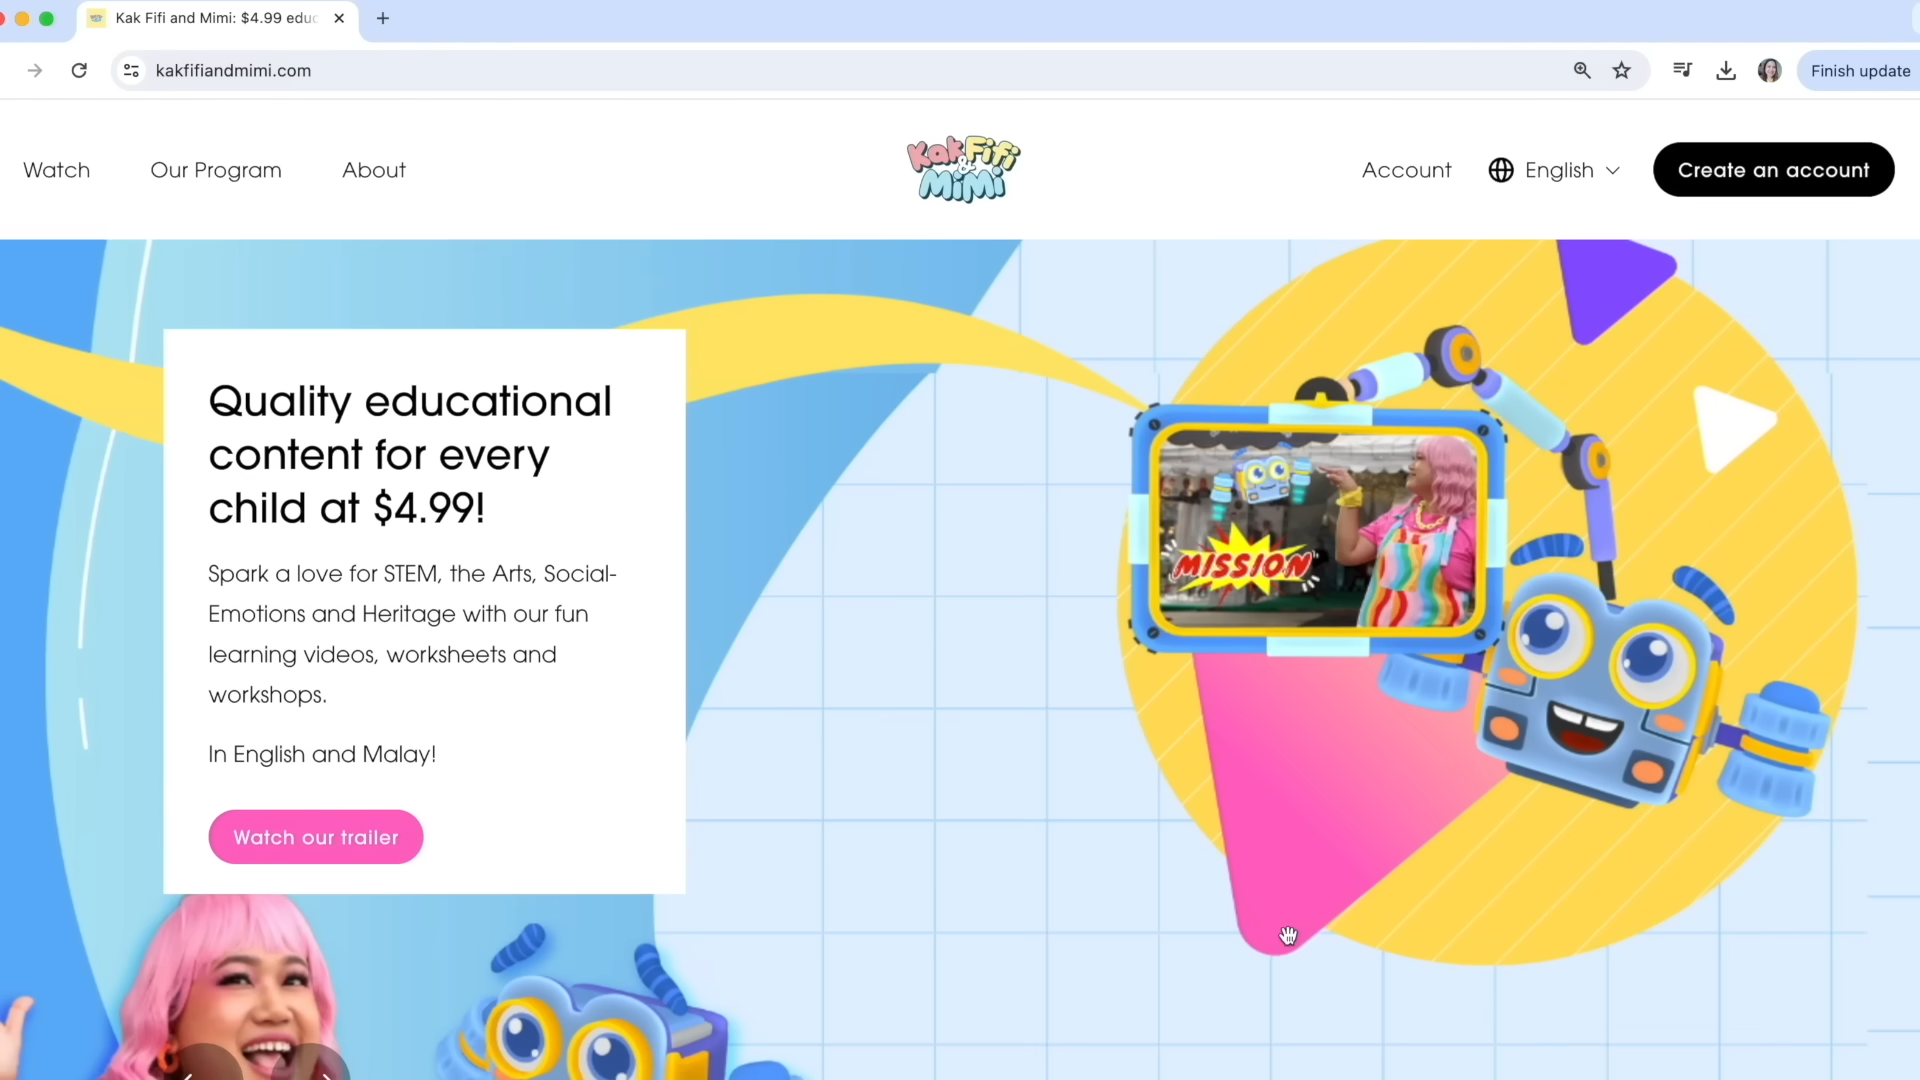 Kak Fifi and Mimi: $4.99 educ
kakfifiandmimi.com
Finish update
Watch
Our Program
About
Kak Fifi
&
MiMi
Account
English
Create an account
Quality educational
content for every
child at $4.99!
Spark a love for STEM, the Arts, Social-
Emotions and Heritage with our fun
learning videos, worksheets and
workshops.
In English and Malay!
Watch our trailer
MISSION